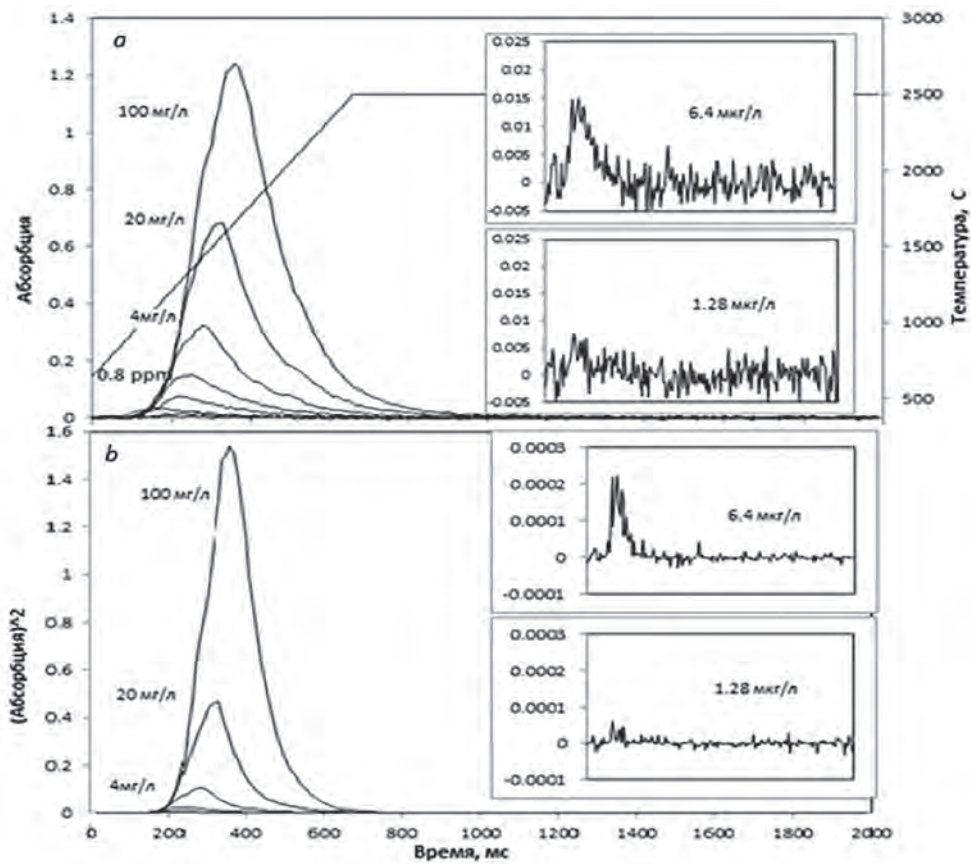 a
1.4
1.2
1
0.8
0.6
0.4
0.2
0
Абсорбция
100 мг/л
20 мг/л
4мг/л
0.8 ppm
0.025
0.02
0.015
0.01
0.005
0
-0.005
6.4 мкг/л
0.025
0.02
0.015
0.01
0.005
0
-0.005
1.28 мкг/л
3000
2500
2000
1500
1000
500
Температура, С
b
1.6
1.4
1.2
1
0.8
0.6
0.4
0.2
0
(Абсорбция)^2
100 мг/л
20 мг/л
4мг/л
0.0003
0.0002
0.0001
0
-0.0001
6.4 мкг/л
0.0003
0.0002
0.0001
0
-0.0001
1.28 мкг/л
0 200 400 600 800 1000 1200 1400 1600 1800 2000
Время, мс